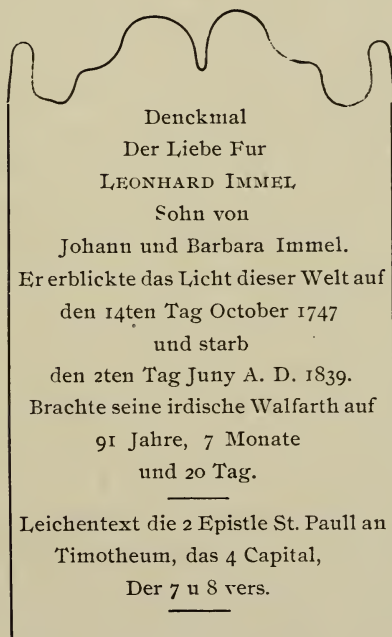 Denckmal
Der Liebe Fur
LEONHARD IMMEL
Sohn von
Johann und Barbara Immel.
Er erblickte das Licht dieser Welt auf
den 14ten Tag October 1747
und starb
den 2ten Tag Juny A. D. 1839.
Brachte seine irdische Walfarth auf
91 Jahre, 7 Monate
und 20 Tag.
Leichentext die 2 Epistle St. Paull an
Timotheum, das 4 Capital,
Der 7 u 8 vers.